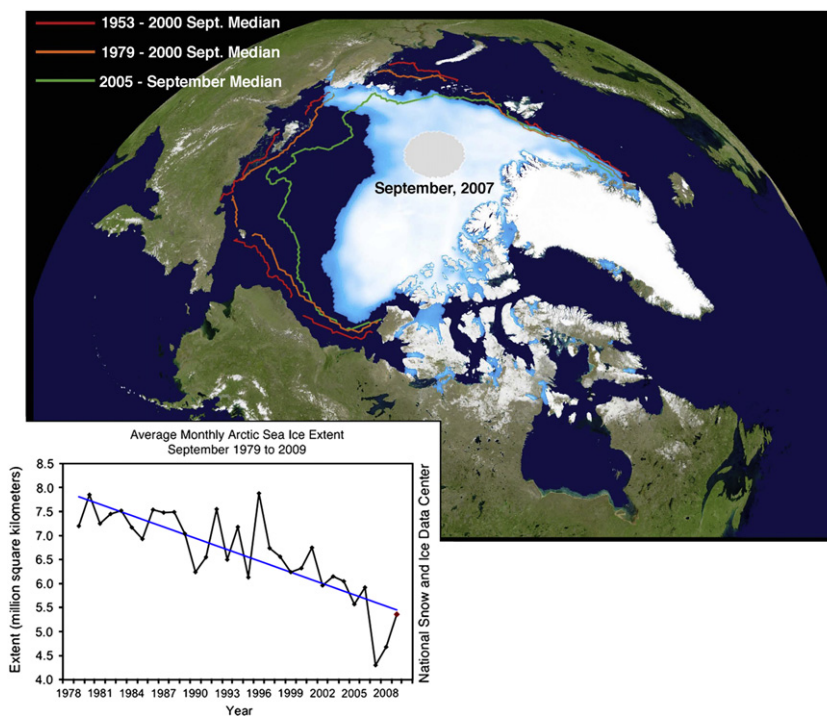 1953 - 2000 Sept. Median
1979 - 2000 Sept. Median
2005 - September Median
September, 2007
Average Monthly Arctic Sea Ice Extent
September 1979 to 2009
Extent (million square kilometers)
8.5
8.0
7.5
7.0
6.5
6.0
5.5
5.0
4.5
4.0
1978 1981 1984 1987 1990 1993 1996 1999 2002 2005 2008
Year
National Snow and Ice Data Center